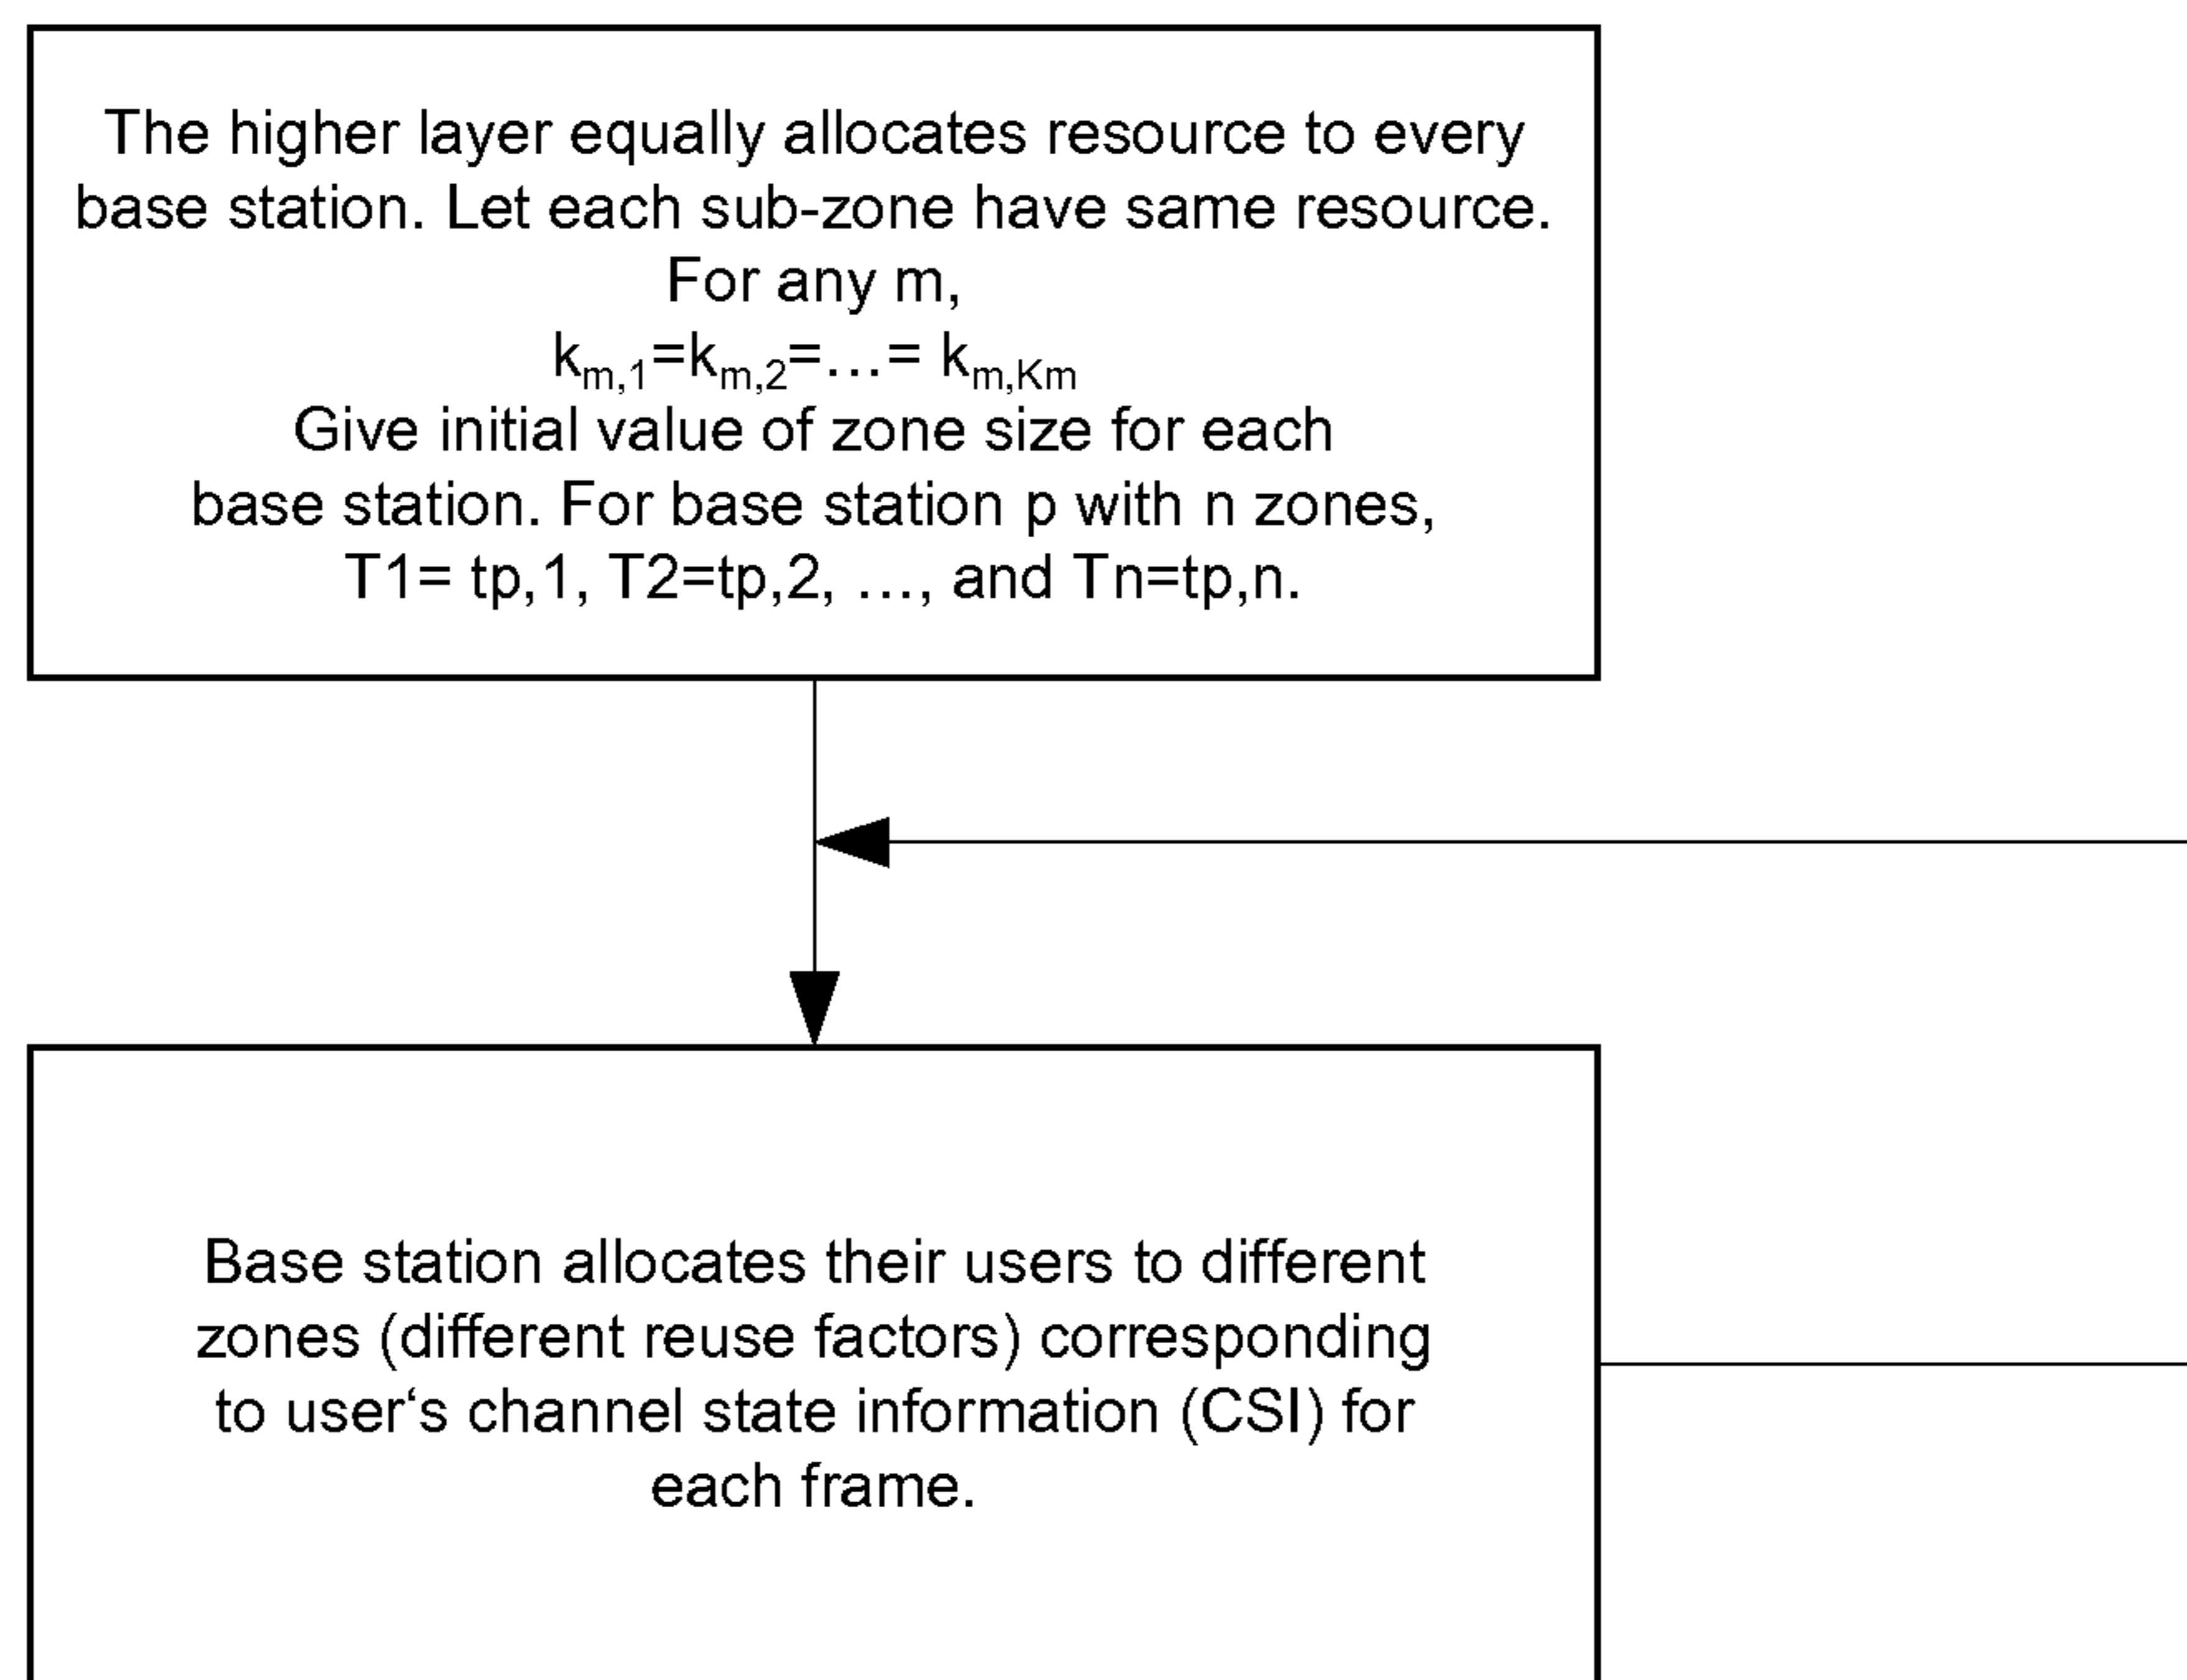 The higher layer equally allocates resource to every
base station. Let each sub-zone have same resource.
For any m,
km,1=km,2=...= km,Km
Give initial value of zone size for each
base station. For base station p with n zones,
T1= tp,1, T2=tp,2, ..., and Tn=tp,n.
Base station allocates their users to different
zones (different reuse factors) corresponding
to user‘s channel state information (CSI) for
each frame.